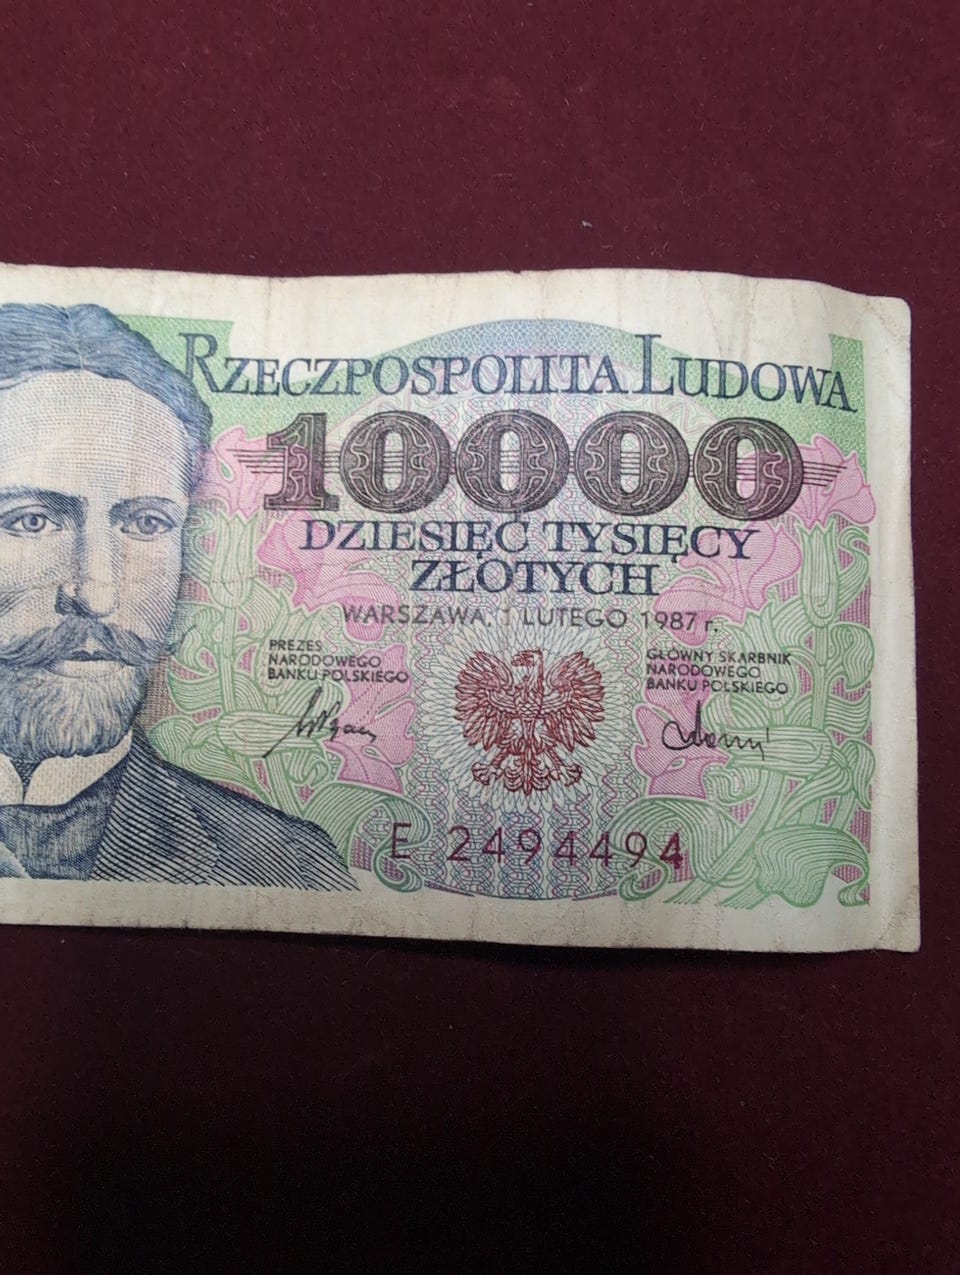 RZECZPOSPOLITA LUDOWA
10000
DZIESIĘĆ TYSIĘCY
ZŁOTYCH
WARSZAWA, 1 LUTEGO 1987 r.
PREZES
NARODOWEGO
BANKU POLSKIEGO
GŁÓWNY SKARBNIK
NARODOWEGO
BANKU POLSKIEGO
E 2494494